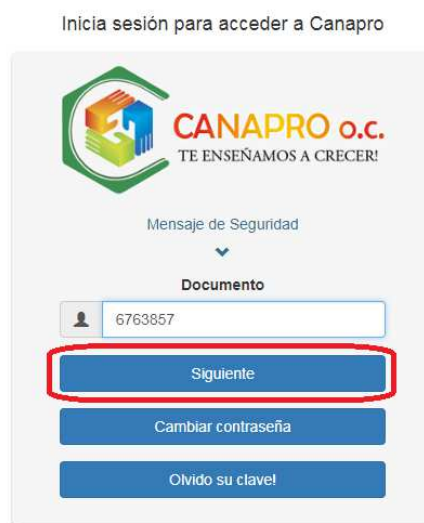 Inicia sesión para acceder a Canapro
CANAPRO O.C.
TE ENSEÑAMOS A CRECER!
Mensaje de Seguridad
Documento
6763857
Siguiente
Cambiar contraseña
Olvido su clave!